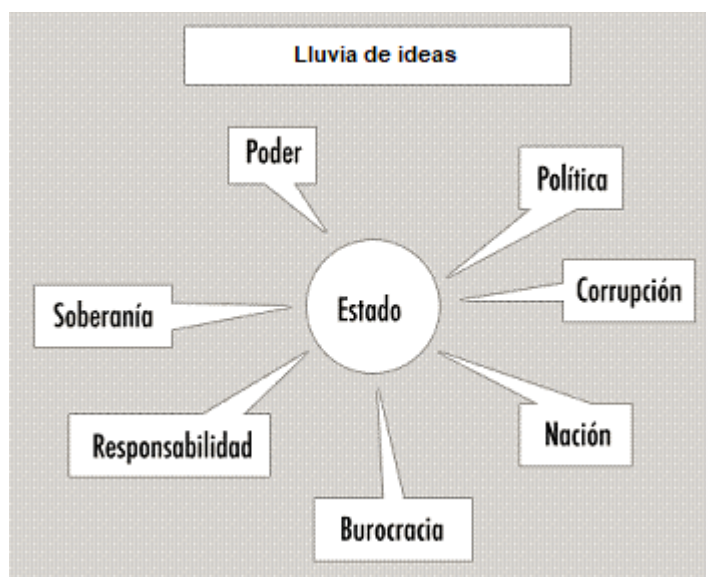 Lluvia de ideas
Poder
Política
Corrupción
Soberanía
Estado
Responsabilidad
Nación
Burocracia